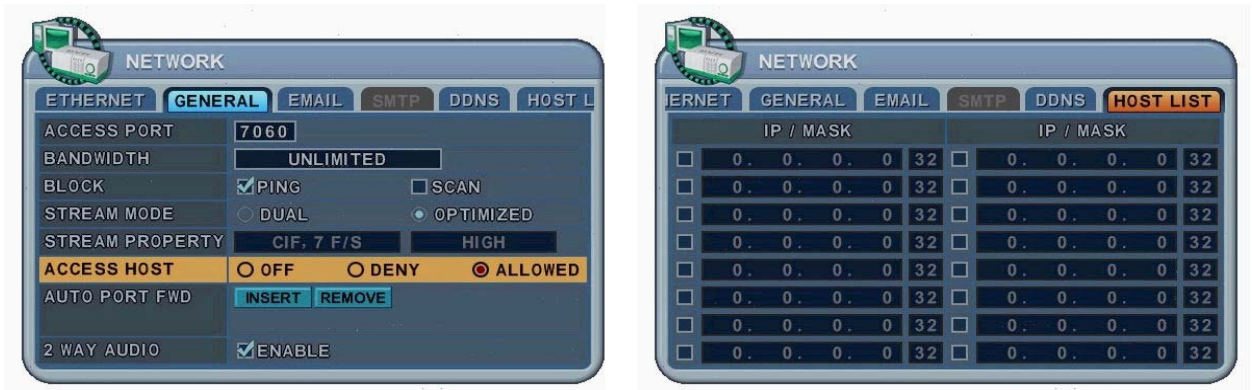 NETWORK
ETHERNET GENERAL EMAIL SMTP DDNS HOST L
ACCESS PORT 7060
BANDWIDTH UNLIMITED
BLOCK PING SCAN
STREAM MODE DUAL OPTIMIZED
STREAM PROPERTY CIF, 7 F/S HIGH
ACCESS HOST OFF DENY ALLOWED
AUTO PORT FWD INSERT REMOVE
2 WAY AUDIO ENABLE
NETWORK
IERNET GENERAL EMAIL SMTP DDNS HOST LIST
IP / MASK IP / MASK
0. 0. 0. 0 32 0. 0. 0. 0 32
0. 0. 0. 0 32 0. 0. 0. 0 32
0. 0. 0. 0 32 0. 0. 0. 0 32
0. 0. 0. 0 32 0. 0. 0. 0 32
0. 0. 0. 0 32 0. 0. 0. 0 32
0. 0. 0. 0 32 0. 0. 0. 0 32
0. 0. 0. 0 32 0. 0. 0. 0 32
0. 0. 0. 0 32 0. 0. 0. 0 32